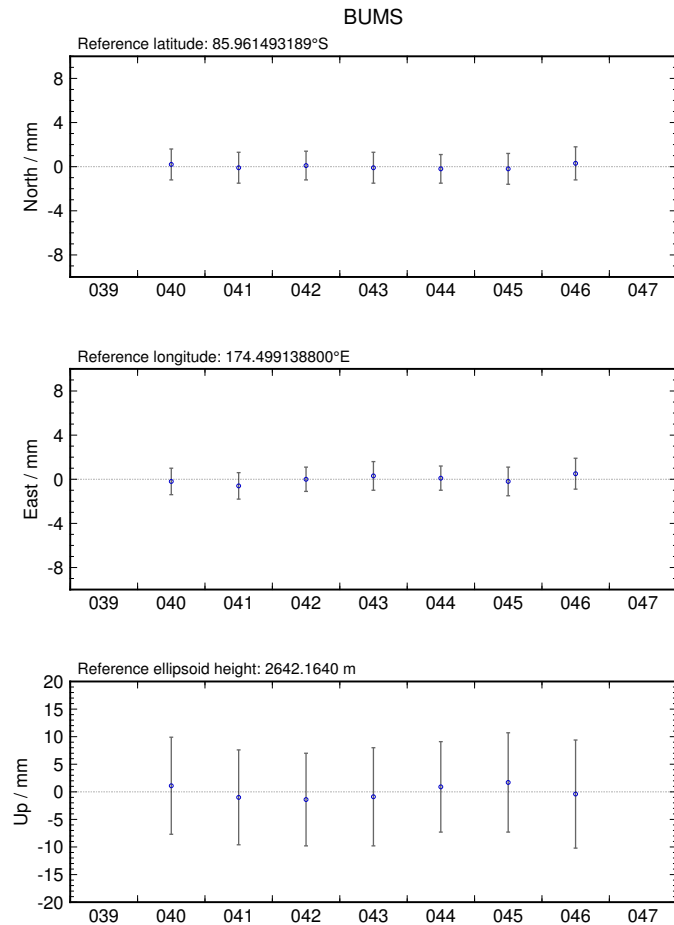 BUMS
Reference latitude: 85.961493189°S
8
4
0
-4
-8
North / mm
039 040 041 042 043 044 045 046 047
Reference longitude: 174.499138800°E
8
4
0
-4
-8
East / mm
039 040 041 042 043 044 045 046 047
Reference ellipsoid height: 2642.1640 m
20
15
10
5
0
-5
-10
-15
-20
Up / mm
039 040 041 042 043 044 045 046 047